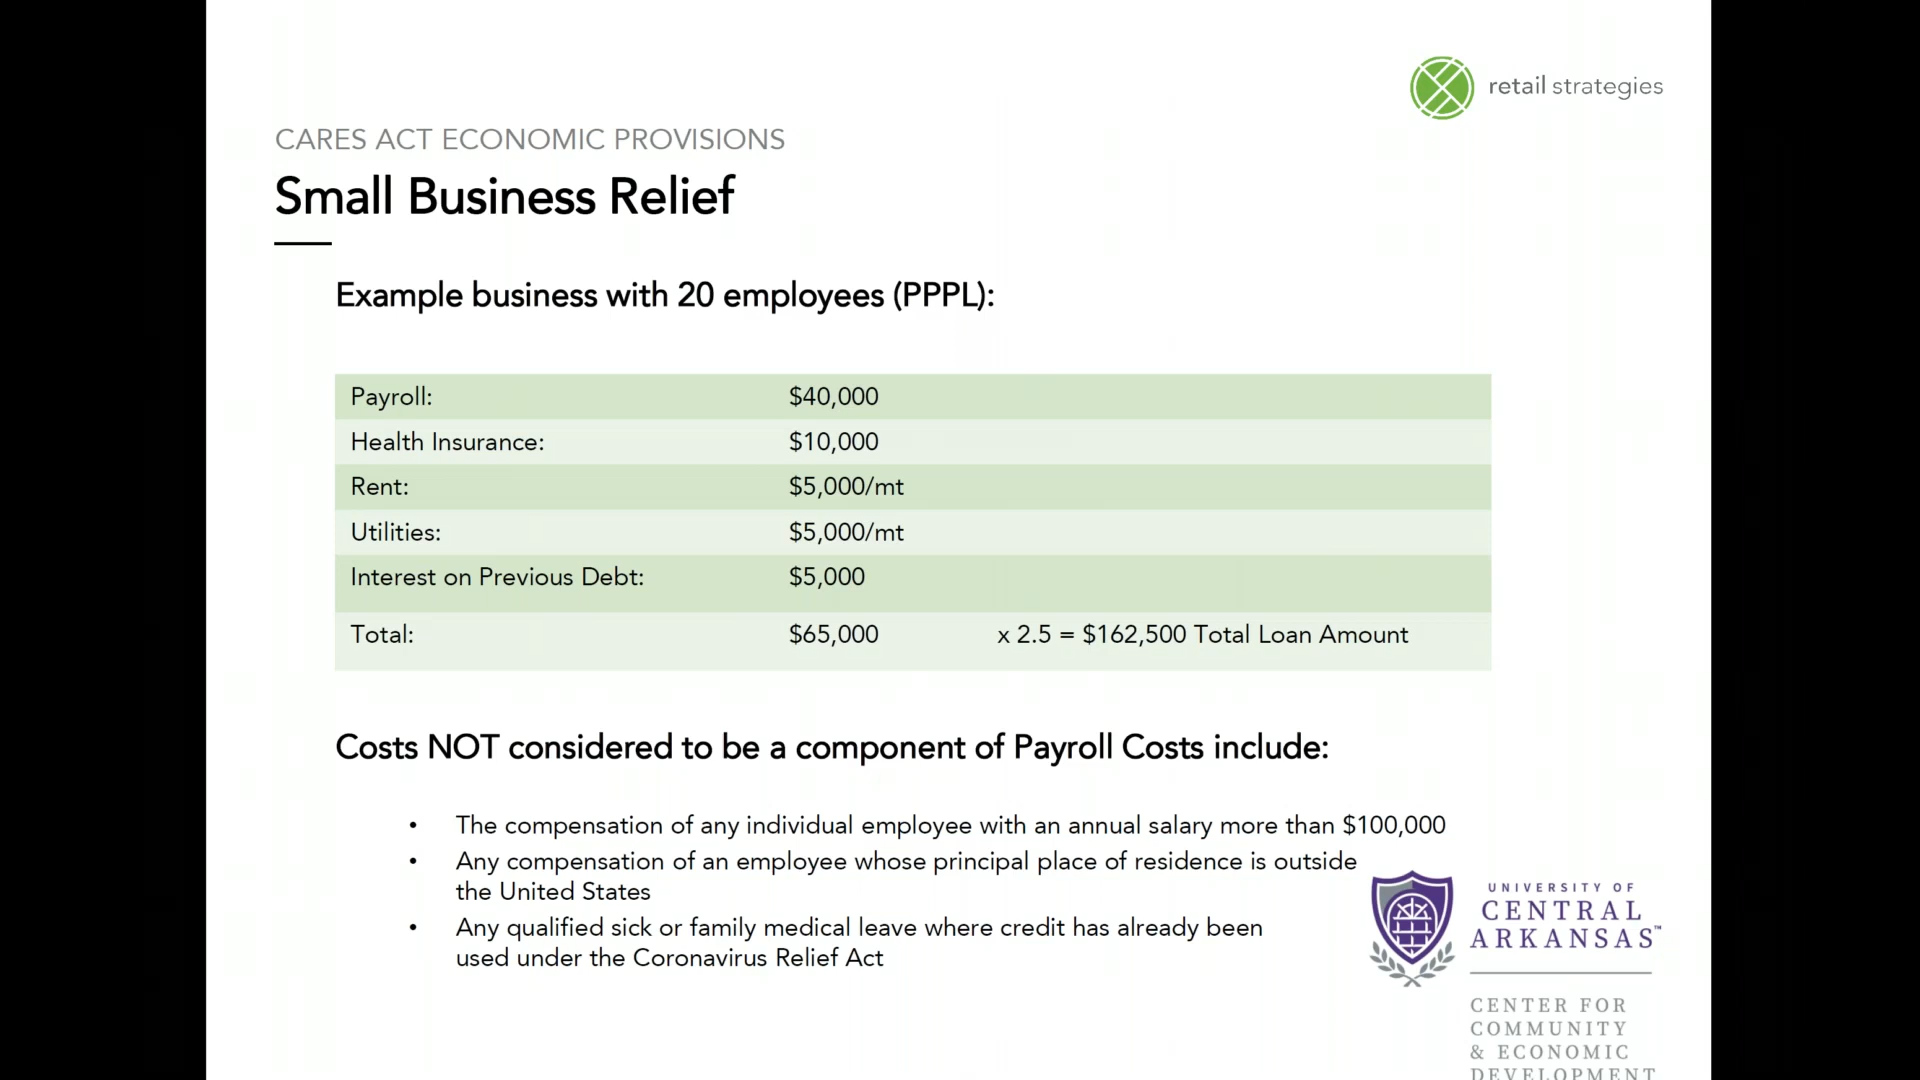 retail strategies
CARES ACT ECONOMIC PROVISIONS
Small Business Relief
Example business with 20 employees (PPPL):
Payroll: $40,000
Health Insurance: $10,000
Rent: $5,000/mt
Utilities: $5,000/mt
Interest on Previous Debt: $5,000
Total: $65,000 x 2.5 = $162,500 Total Loan Amount
Costs NOT considered to be a component of Payroll Costs include:
• The compensation of any individual employee with an annual salary more than $100,000
• Any compensation of an employee whose principal place of residence is outside
the United States
• Any qualified sick or family medical leave where credit has already been
used under the Coronavirus Relief Act
UNIVERSITY OF
CENTRAL
ARKANSAS™
CENTER FOR
COMMUNITY
& ECONOMIC
DEVELOPMENT